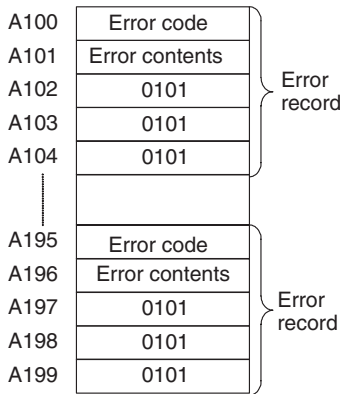 A100 Error code
A101 Error contents
A102 0101
A103 0101
A104 0101
Error
record
A195 Error code
A196 Error contents
A197 0101
A198 0101
A199 0101
Error
record